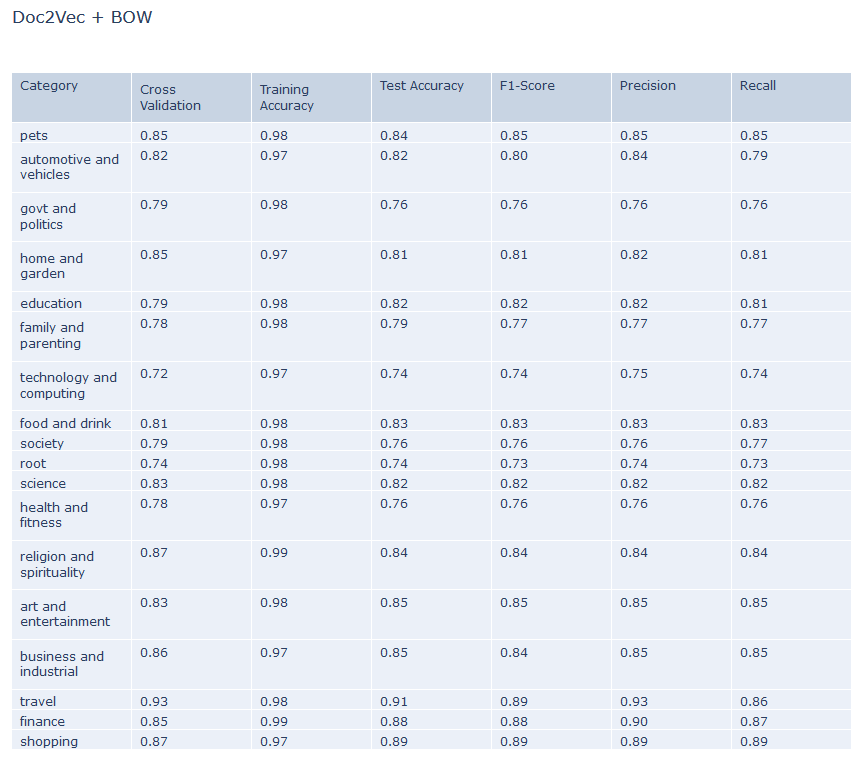 Doc2Vec + BOW
Category Cross Validation Training Accuracy Test Accuracy F1-Score Precision Recall
pets 0.85 0.98 0.84 0.85 0.85 0.85
automotive and vehicles 0.82 0.97 0.82 0.80 0.84 0.79
govt and politics 0.79 0.98 0.76 0.76 0.76 0.76
home and garden 0.85 0.97 0.81 0.81 0.82 0.81
education 0.79 0.98 0.82 0.82 0.82 0.81
family and parenting 0.78 0.98 0.79 0.77 0.77 0.77
technology and computing 0.72 0.97 0.74 0.74 0.75 0.74
food and drink 0.81 0.98 0.83 0.83 0.83 0.83
society 0.79 0.98 0.76 0.76 0.76 0.77
root 0.74 0.98 0.74 0.73 0.74 0.73
science 0.83 0.98 0.82 0.82 0.82 0.82
health and fitness 0.78 0.97 0.76 0.76 0.76 0.76
religion and spirituality 0.87 0.99 0.84 0.84 0.84 0.84
art and entertainment 0.83 0.98 0.85 0.85 0.85 0.85
business and industrial 0.86 0.97 0.85 0.84 0.85 0.85
travel 0.93 0.98 0.91 0.89 0.93 0.86
finance 0.85 0.99 0.88 0.88 0.90 0.87
shopping 0.87 0.97 0.89 0.89 0.89 0.89